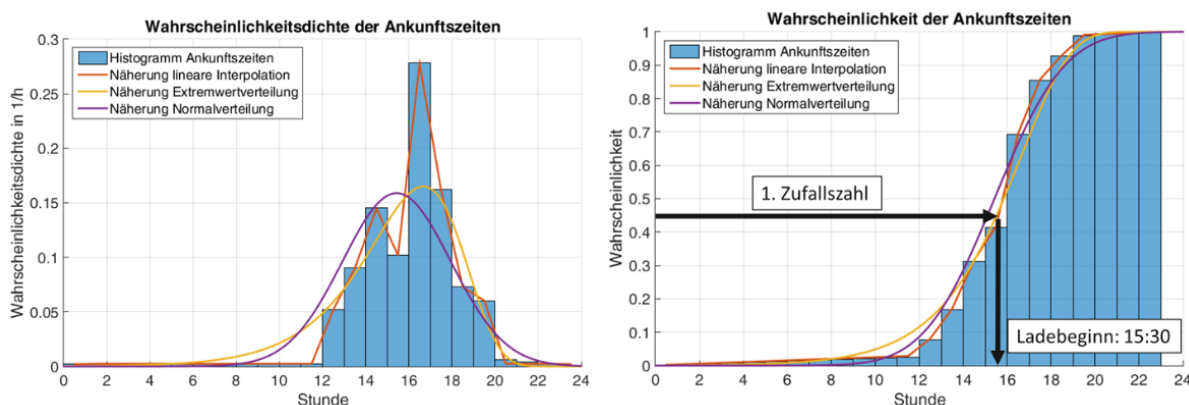 Wahrscheinlichkeitsdichte der Ankunftszeiten
Wahrscheinlichkeitsdichte in 1/h
0.3
0.25
0.2
0.15
0.1
0.05
0
Histogramm Ankunftszeiten
Näherung lineare Interpolation
Näherung Extremwertverteilung
Näherung Normalverteilung
0 2 4 6 8 10 12 14 16 18 20 22 24
Stunde
Wahrscheinlichkeit der Ankunftszeiten
Wahrscheinlichkeit
1
0.9
0.8
0.7
0.6
0.5
0.4
0.3
0.2
0.1
0
Histogramm Ankunftszeiten
Näherung lineare Interpolation
Näherung Extremwertverteilung
Näherung Normalverteilung
1. Zufallszahl
Ladebeginn: 15:30
0 2 4 6 8 10 12 14 16 18 20 22 24
Stunde